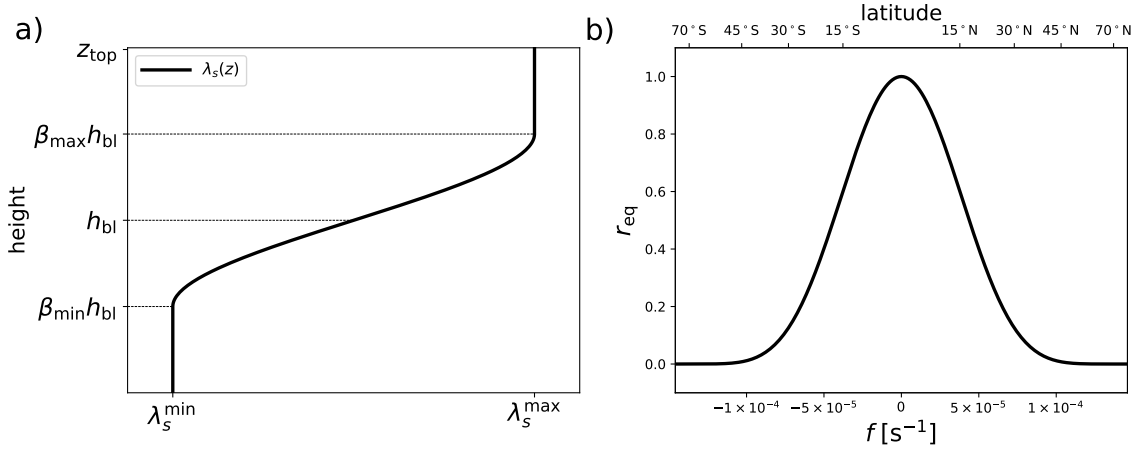 a)
z_top
λ_s(z)
β_max h_bl
height
h_bl
β_min h_bl
λ_s^min λ_s^max
b)
latitude
70°S 45°S 30°S 15°S 15°N 30°N 45°N 70°N
1.0
0.8
0.6
r_eq
0.4
0.2
0.0
−1 × 10⁻⁴ −5 × 10⁻⁵ 0 5 × 10⁻⁵ 1 × 10⁻⁴
f [s⁻¹]